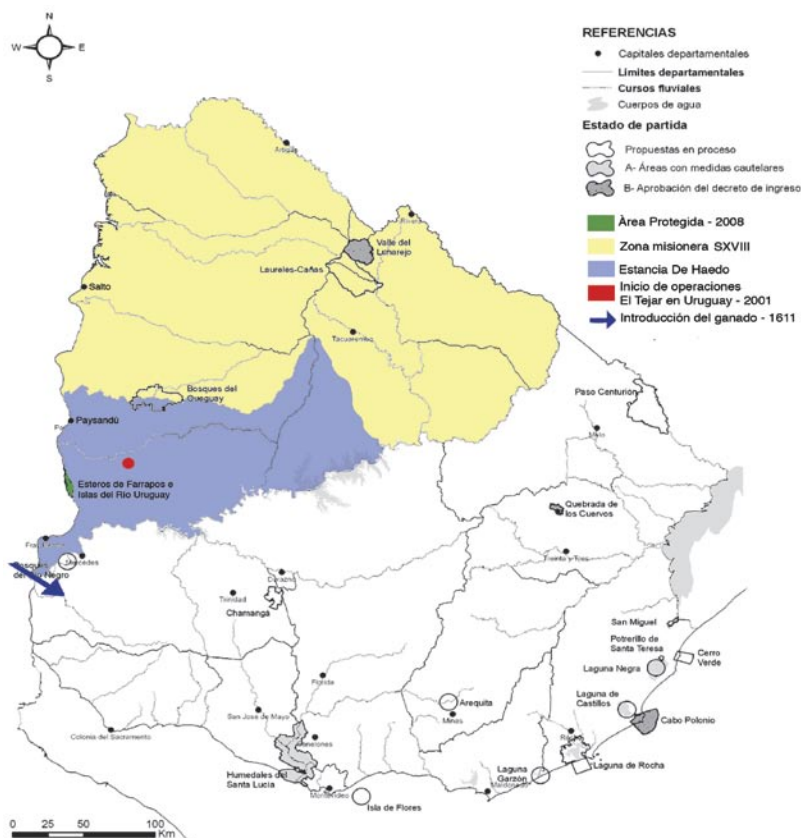 N
W E
S
REFERENCIAS
Capitales departamentales
Límites departamentales
Cursos fluviales
Cuerpos de agua
Estado de partida
Propuestas en proceso
A- Áreas con medidas cautelares
B- Aprobación del decreto de ingreso
Àrea Protegida - 2008
Zona misionera SXVIII
Estancia De Haedo
Inicio de operaciones
El Tejar en Uruguay - 2001
Introducción del ganado - 1611
Artigas
Rivera
Valle del
Lunarejo
Laureles-Cañas
Salto
Tacuarembó
Bosques del
Queguay
Paysandú
Paso Centurión
Melo
Esteros de Farrapos e
Islas del Río Uruguay
Quebrada de
los Cuervos
Treinta y Tres
Mercedes
Bosques
del Río Negro
Durazno
Trinidad
Chamangá
San Miguel
Potrerillo de
Santa Teresa
Cerro
Verde
Laguna Negra
Florida
Arequita
Minas
Laguna de
Castillos
Cabo Polonio
San José de Mayo
Colonia del Sacramento
Canelones
Laguna
Garzón
Laguna de Rocha
Humedales del
Santa Lucía
Maldonado
Montevideo
Isla de Flores
0 20 40 60 80 100
Km